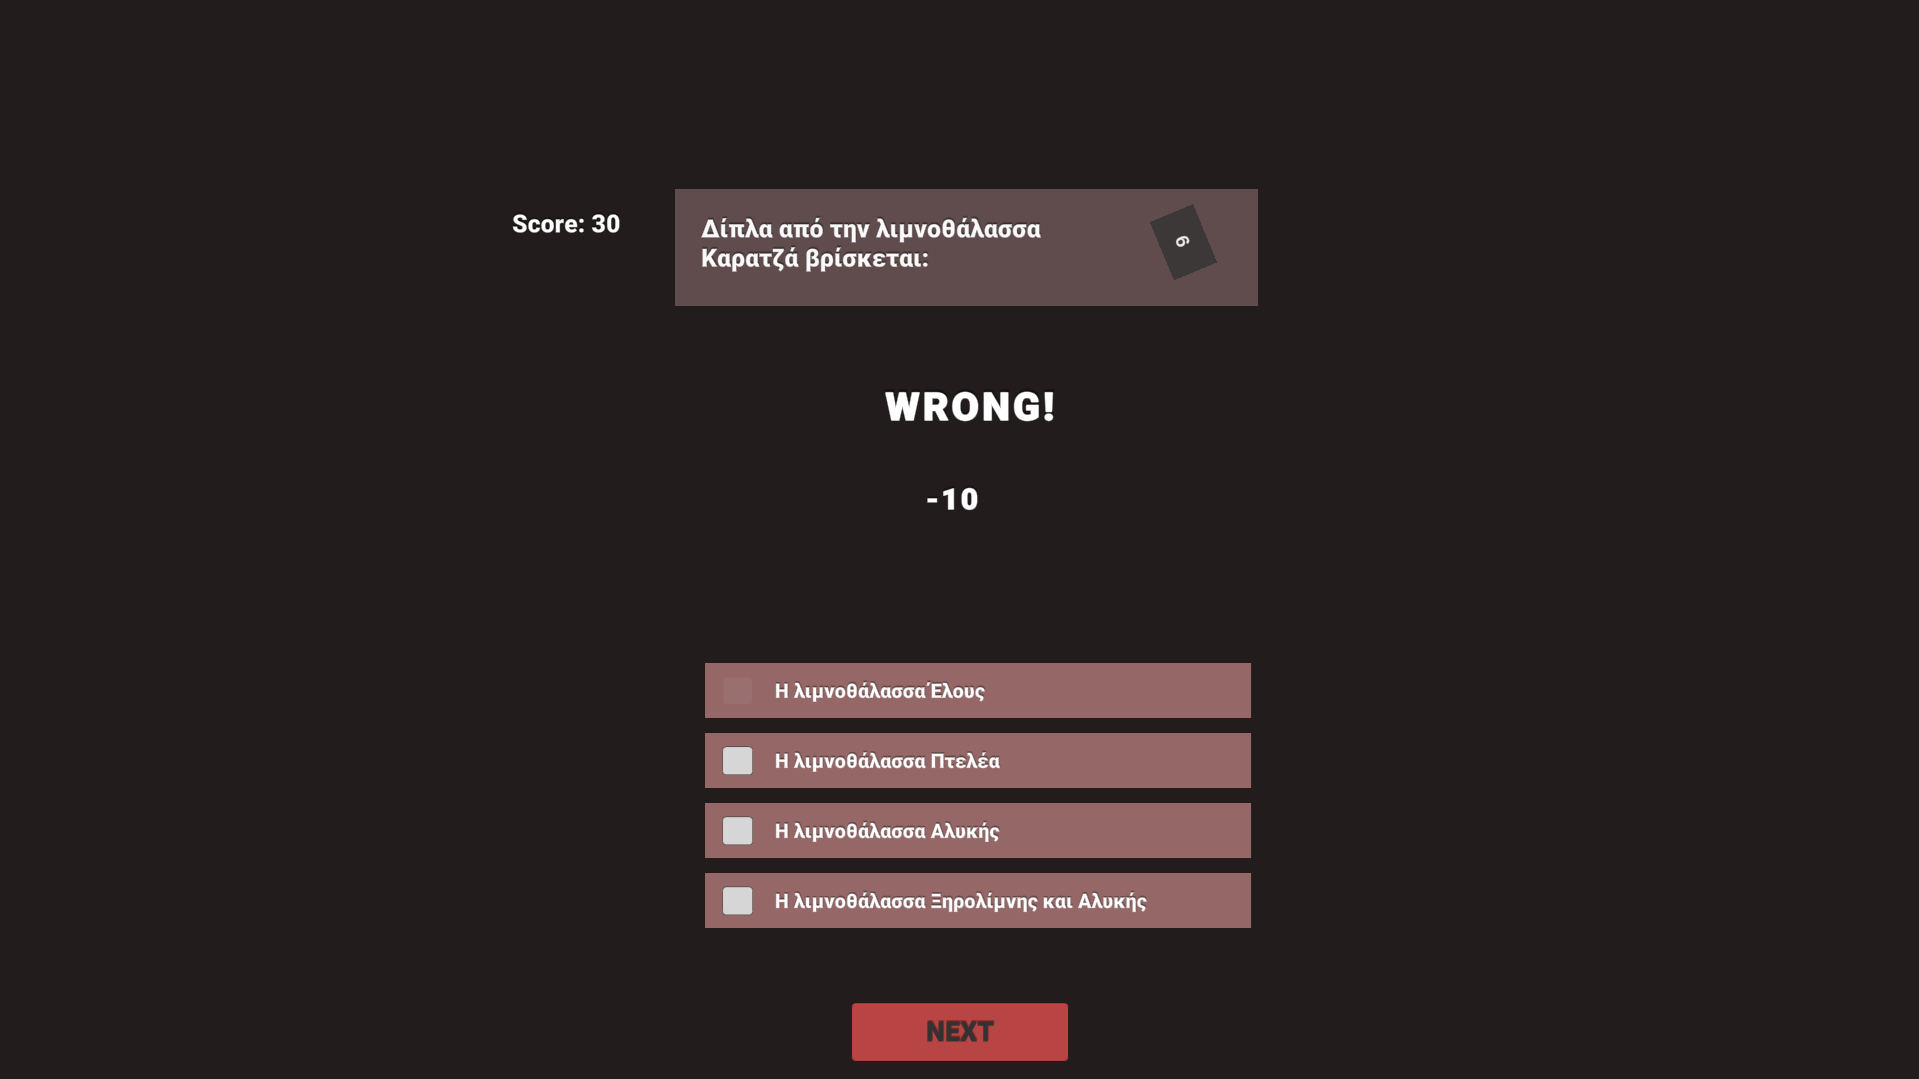 Score: 30
Δίπλα από την λιμνοθάλασσα
Καρατζά βρίσκεται:
6
WRONG!
-10
Η λιμνοθάλασσα Έλους
Η λιμνοθάλασσα Πτελέα
Η λιμνοθάλασσα Αλυκής
Η λιμνοθάλασσα Ξηρολίμνης και Αλυκής
NEXT